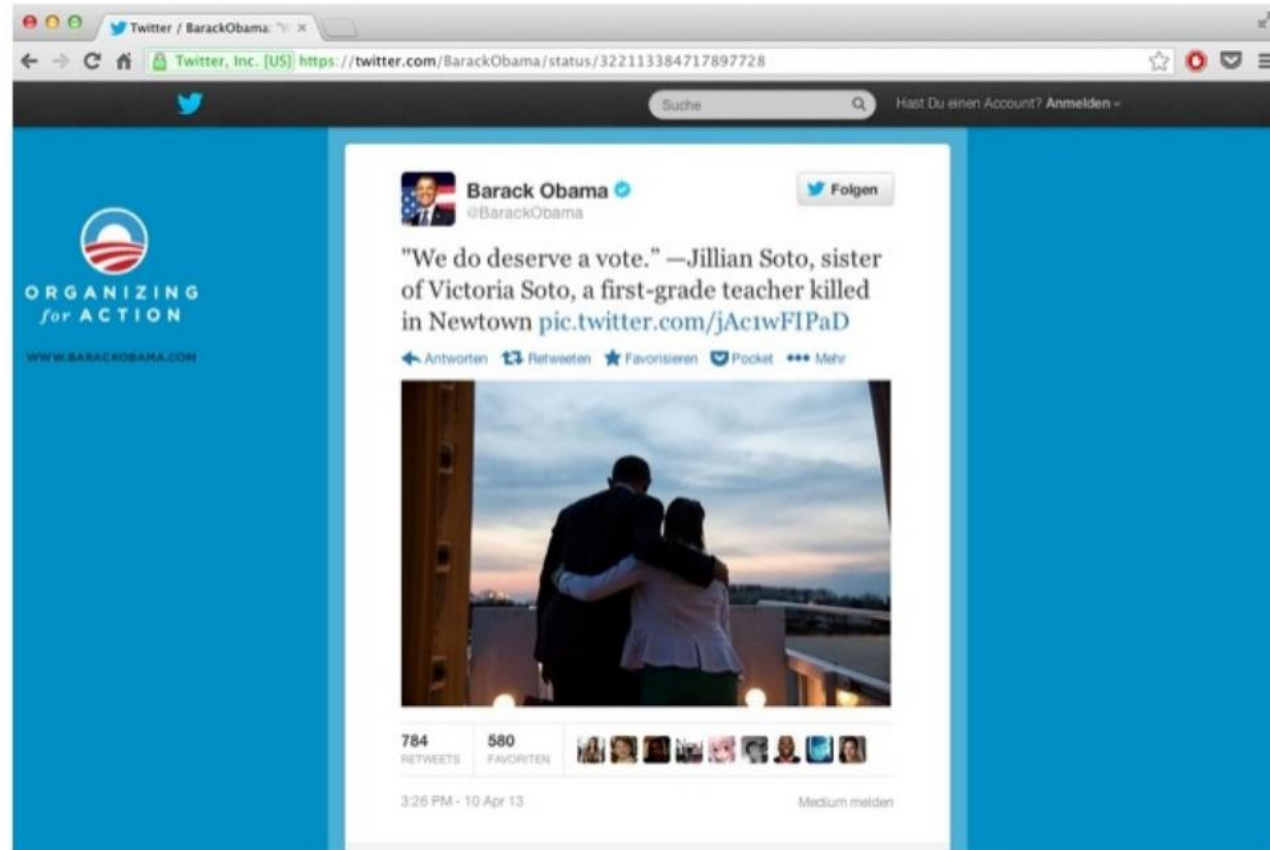 Twitter / BarackObama: "
Twitter, Inc. [US] https://twitter.com/BarackObama/status/322113384717897728
Suche
Hast Du einen Account? Anmelden
Barack Obama
@BarackObama
Folgen
"We do deserve a vote." —Jillian Soto, sister
of Victoria Soto, a first-grade teacher killed
in Newtown pic.twitter.com/jAc1wFIPaD
Antworten Retweeten Favorisieren Pocket Mehr
ORGANIZING
for ACTION
WWW.BARACKOBAMA.COM
784 580
RETWEETS FAVORITEN
3:26 PM - 10 Apr 13 Medium melden